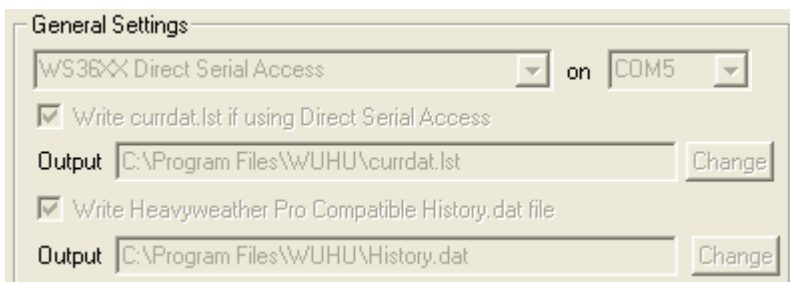 General Settings
WS36XX Direct Serial Access on COM5
Write currdat.lst if using Direct Serial Access
Output C:\Program Files\WUHU\currdat.lst Change
Write Heavyweather Pro Compatible History.dat file
Output C:\Program Files\WUHU\History.dat Change